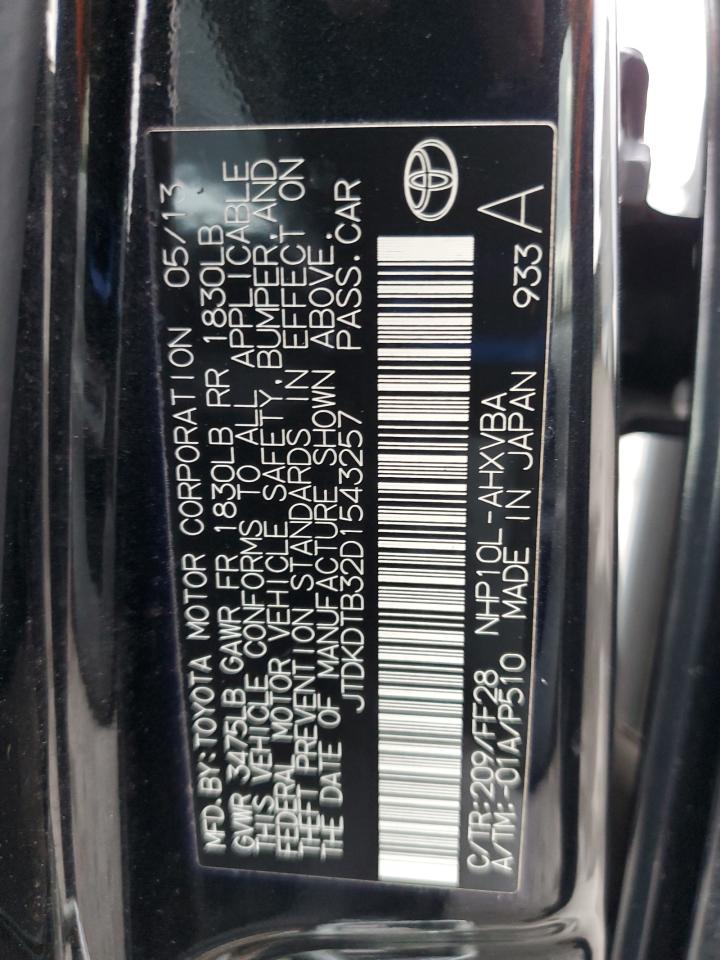 MFD. BY: TOYOTA MOTOR CORPORATION 05/13
GVWR 3475LB GAWR FR 1830LB RR 1830LB
THIS VEHICLE CONFORMS TO ALL APPLICABLE
FEDERAL MOTOR VEHICLE SAFETY, BUMPER, AND
THEFT PREVENTION STANDARDS IN EFFECT ON
THE DATE OF MANUFACTURE SHOWN ABOVE.
JTDKDTB32D1543257 PASS. CAR
C/TR:209/FF28 NHP10L-AHXVBA 933
A/TM:-01A/P510 MADE IN JAPAN A